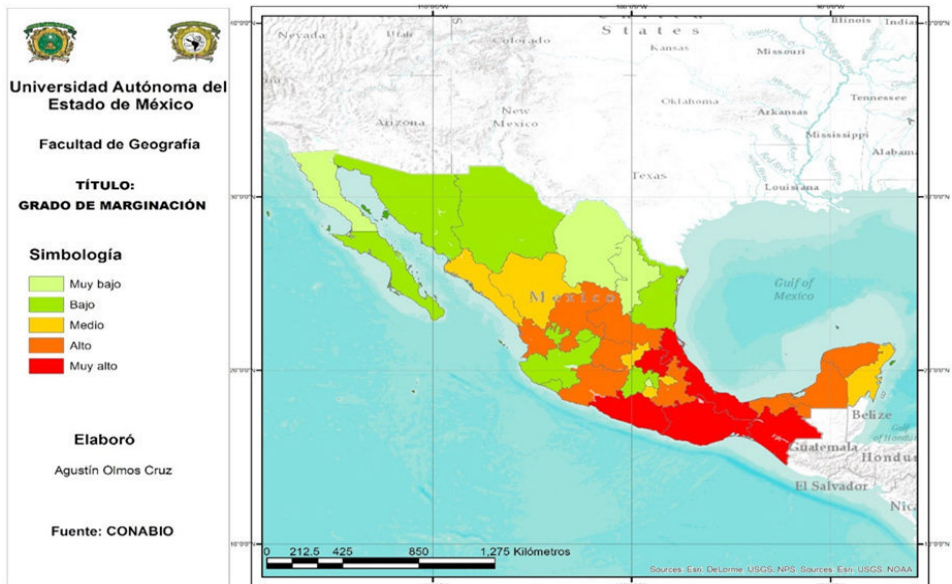 Universidad Autónoma del
Estado de México
Facultad de Geografía
TÍTULO:
GRADO DE MARGINACIÓN
Simbología
Muy bajo
Bajo
Medio
Alto
Muy alto
Elaboró
Agustín Olmos Cruz
Fuente: CONABIO
States
Nevada
Utah
Colorado
Kansas
Missouri
Illinois
Arizona
New
Mexico
Oklahoma
Arkansas
Tennessee
Mississippi
Alabama
Texas
Louisiana
Mexico
Gulf of
Mexico
Belize
Guatemala
El Salvador
0 212.5 425 850 1,275 Kilómetros
Sources: Esri, DeLorme, USGS, NPS, Sources: Esri, USGS, NOAA